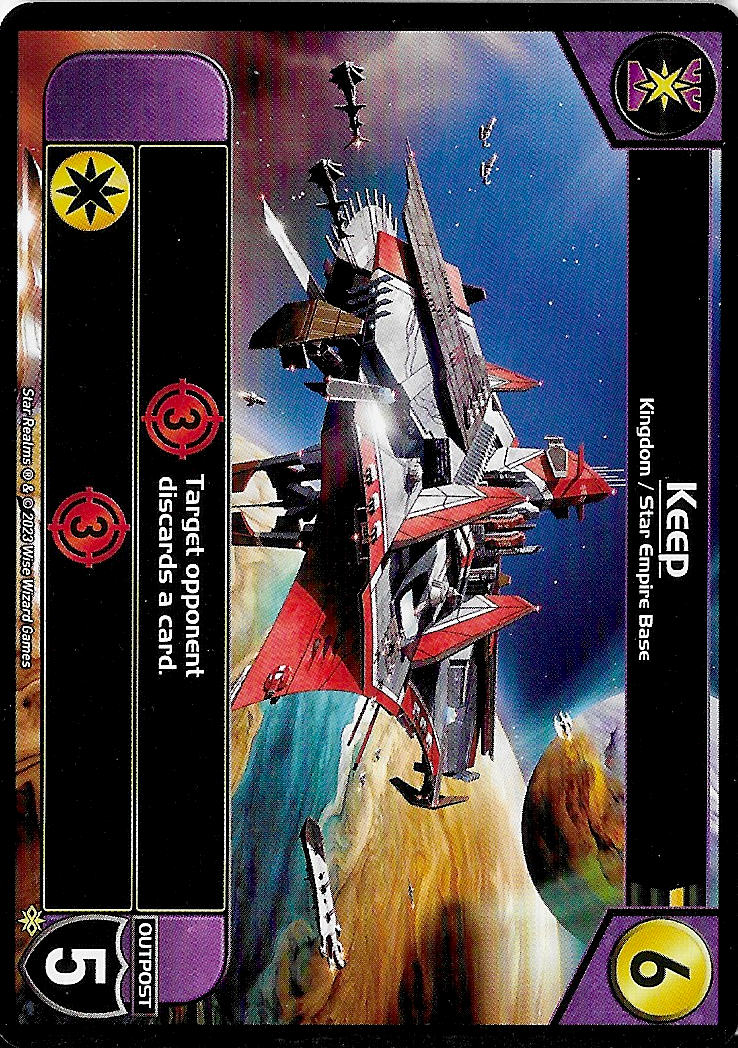 Keep
Kingdom / Star Empire Base
6
3
Target opponent
discards a card.
3
OUTPOST
5
Star Realms ® & © 2023 Wise Wizard Games